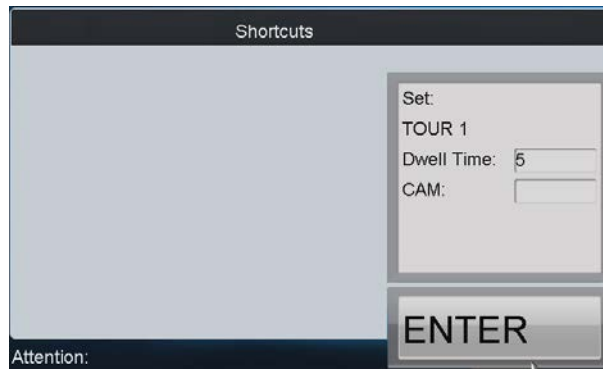 Shortcuts
Set:
TOUR 1
Dwell Time: 5
CAM:
ENTER
Attention: